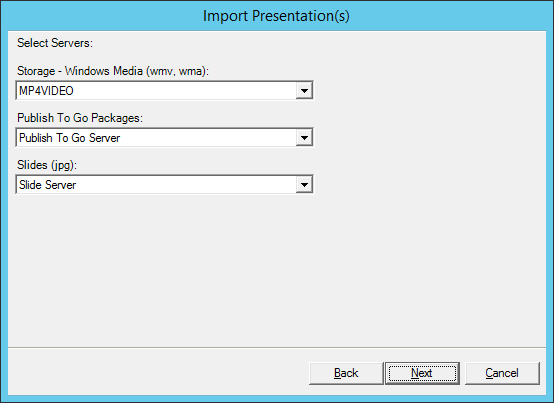 Import Presentation(s)
Select Servers:
Storage - Windows Media (wmv, wma):
MP4VIDEO
Publish To Go Packages:
Publish To Go Server
Slides (jpg):
Slide Server
Back Next Cancel